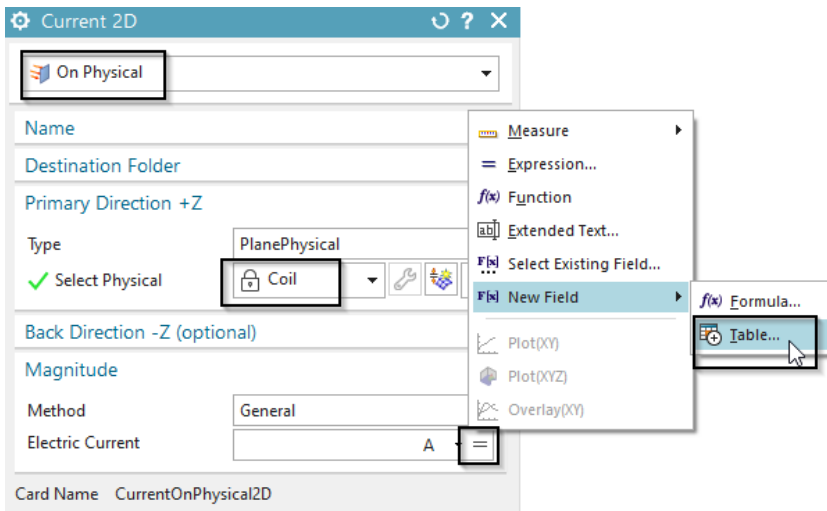 Current 2D
?
On Physical
Name
Destination Folder
Primary Direction +Z
Type PlanePhysical
Select Physical Coil
Back Direction -Z (optional)
Magnitude
Method General
Electric Current A =
Card Name CurrentOnPhysical2D
Measure
= Expression...
f(x) Function
ab Extended Text...
F(x) Select Existing Field...
F(x) New Field
Plot(XY)
Plot(XYZ)
Overlay(XY)
f(x) Formula...
Table...